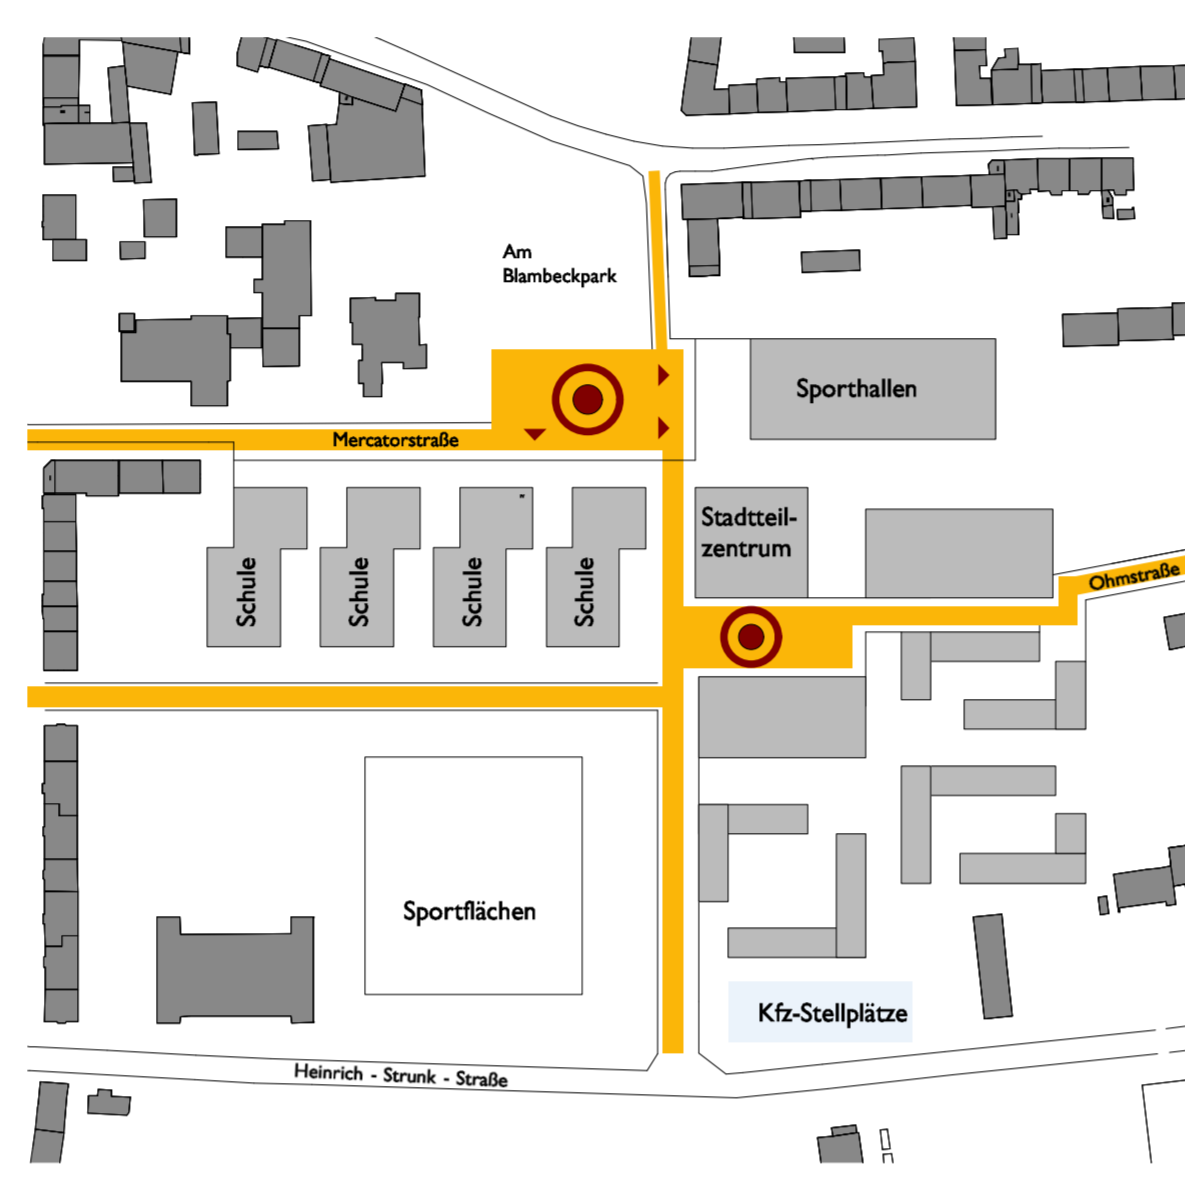 Am
Blambeckpark
Sporthallen
Mercatorstraße
Stadtteil-
zentrum
Ohmstraße
Schule
Schule
Schule
Schule
Sportflächen
Kfz-Stellplätze
Heinrich - Strunk - Straße